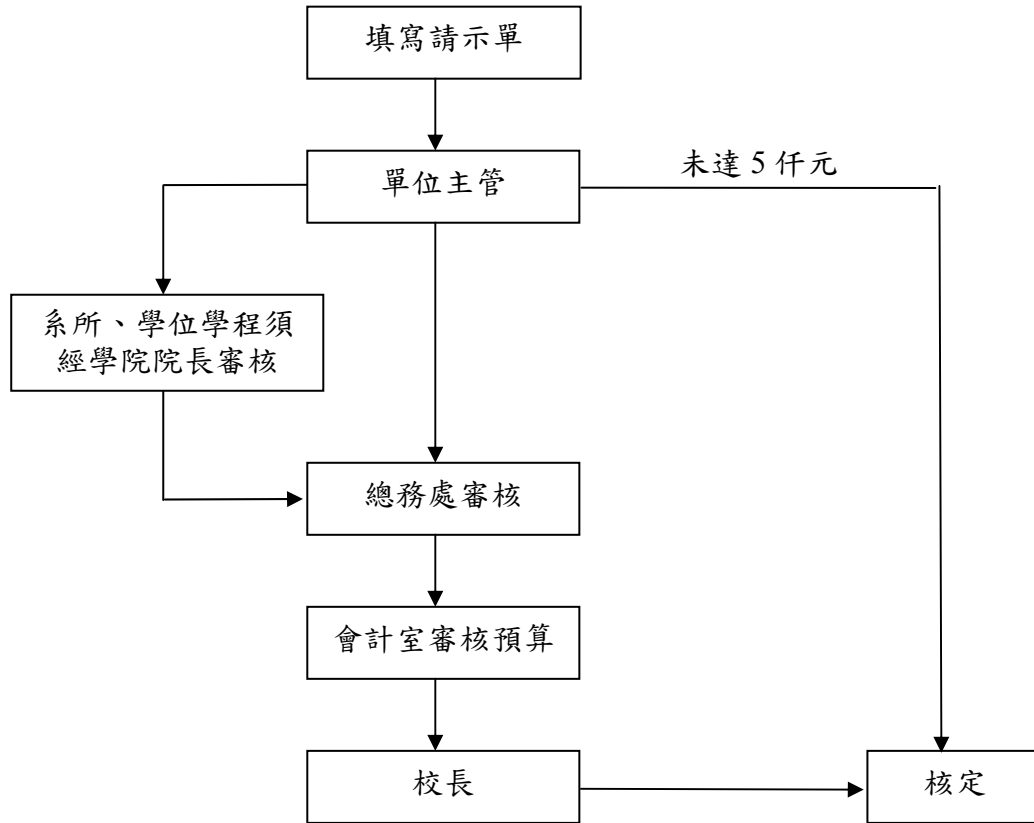 填寫請示單
單位主管
未達 5 仟元
系所、學位學程須
經學院院長審核
總務處審核
會計室審核預算
校長
核定